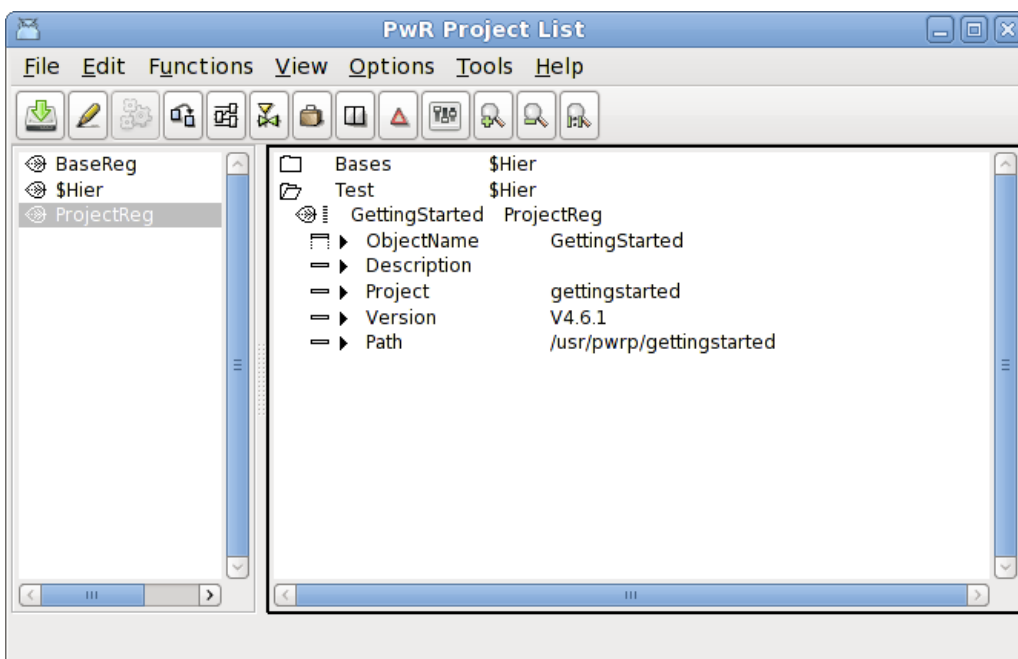 PwR Project List
File Edit Functions View Options Tools Help
BaseReg
$Hier
ProjectReg
Bases $Hier
Test $Hier
GettingStarted ProjectReg
ObjectName GettingStarted
Description
Project gettingstarted
Version V4.6.1
Path /usr/pwrp/gettingstarted